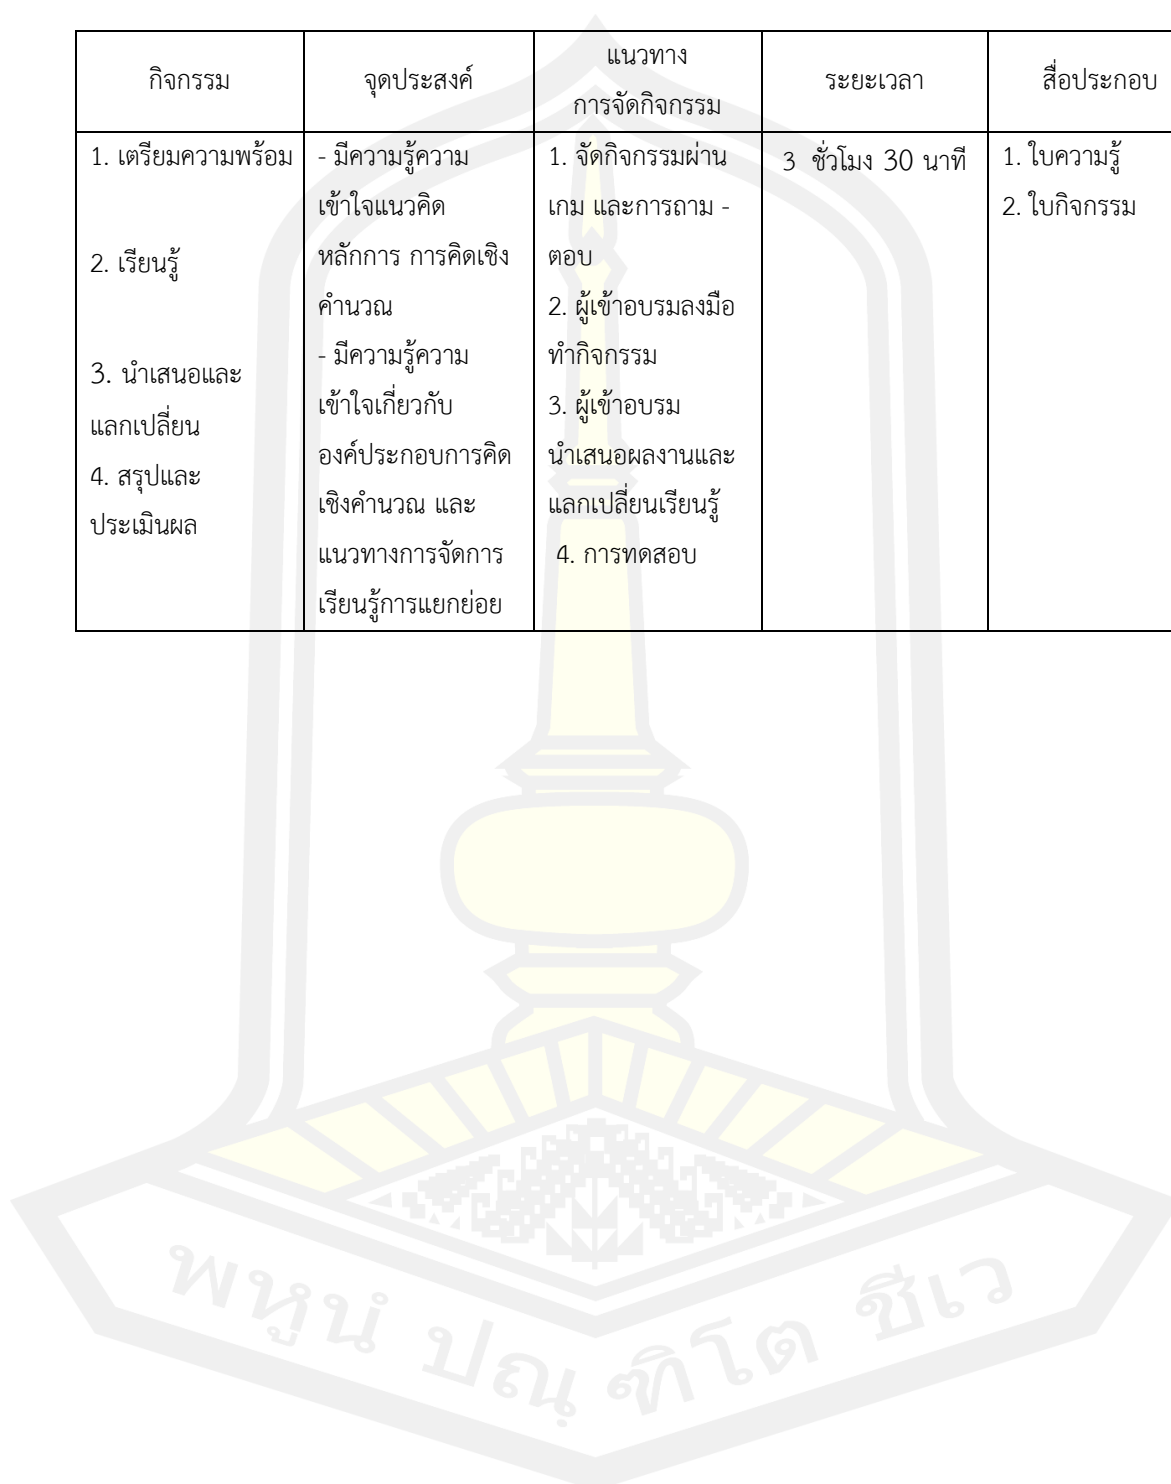 กิจกรรม
จุดประสงค์
แนวทาง
การจัดกิจกรรม
ระยะเวลา
สื่อประกอบ
1. เตรียมความพร้อม
2. เรียนรู้
3. นำเสนอและ
แลกเปลี่ยน
4. สรุปและ
ประเมินผล
- มีความรู้ความ
เข้าใจแนวคิด
หลักการ การคิดเชิง
คำนวณ
- มีความรู้ความ
เข้าใจเกี่ยวกับ
องค์ประกอบการคิด
เชิงคำนวณ และ
แนวทางการจัดการ
เรียนรู้การแยกย่อย
1. จัดกิจกรรมผ่าน
เกม และการถาม -
ตอบ
2. ผู้เข้าอบรมลงมือ
ทำกิจกรรม
3. ผู้เข้าอบรม
นำเสนอผลงานและ
แลกเปลี่ยนเรียนรู้
4. การทดสอบ
3 ชั่วโมง 30 นาที
1. ใบความรู้
2. ใบกิจกรรม
พหูนํ ปณฺฑิโต ชีเว